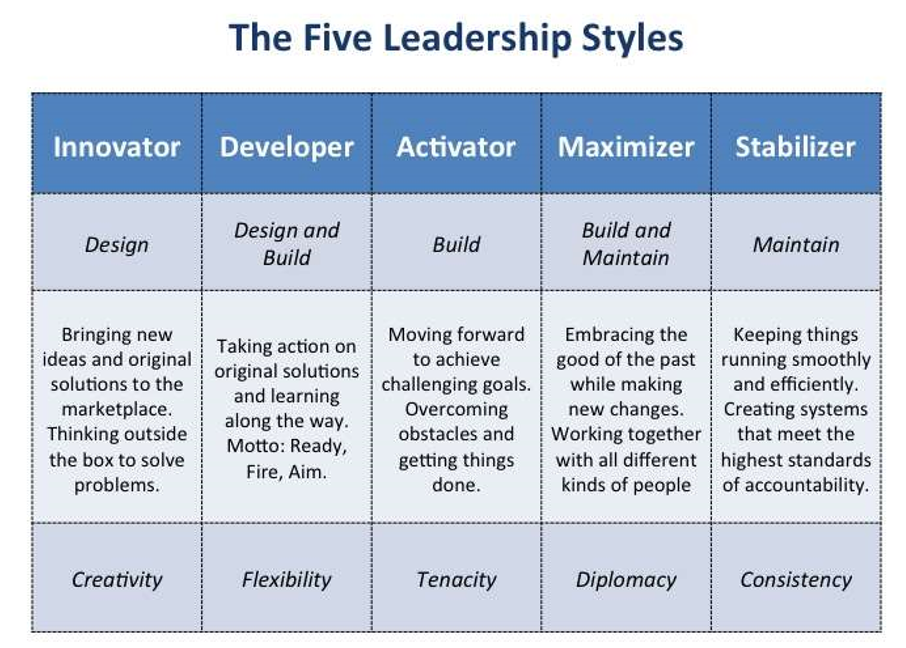 The Five Leadership Styles
Innovator
Developer
Activator
Maximizer
Stabilizer
Design
Design and
Build
Build
Build and
Maintain
Maintain
Bringing new
ideas and original
solutions to the
marketplace.
Thinking outside
the box to solve
problems.
Taking action on
original solutions
and learning
along the way.
Motto: Ready,
Fire, Aim.
Moving forward
to achieve
challenging goals.
Overcoming
obstacles and
getting things
done.
Embracing the
good of the past
while making
new changes.
Working together
with all different
kinds of people
Keeping things
running smoothly
and efficiently.
Creating systems
that meet the
highest standards
of accountability.
Creativity
Flexibility
Tenacity
Diplomacy
Consistency